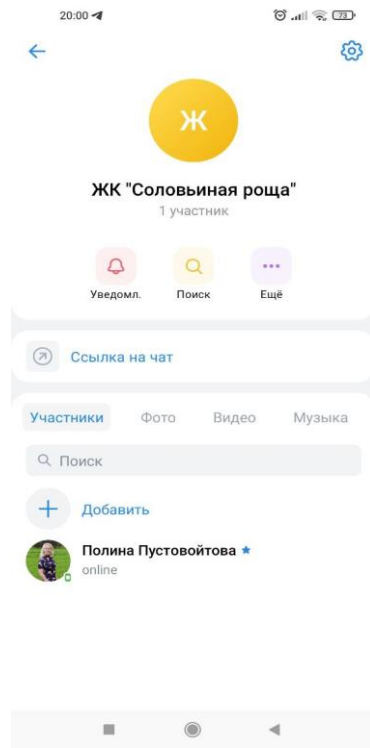 20:00
73
Ж
ЖК "Соловьиная роща"
1 участник
Уведомл. Поиск Ещё
Ссылка на чат
Участники Фото Видео Музыка
Поиск
Добавить
Полина Пустовойтова
online